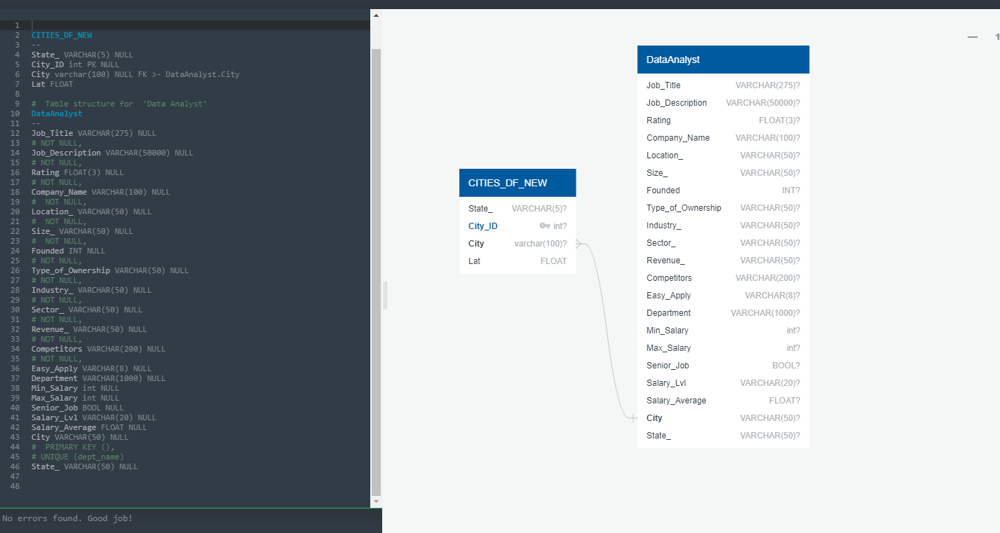 1
2 CITIES_DF_NEW
3 --
4 State_ VARCHAR(5) NULL
5 City_ID int PK NULL
6 City varchar(100) NULL FK >- DataAnalyst.City
7 Lat FLOAT
8
9 #  Table structure for  'Data Analyst'
10 DataAnalyst
11 --
12 Job_Title VARCHAR(275) NULL
13 # NOT NULL,
14 Job_Description VARCHAR(50000) NULL
15 # NOT NULL,
16 Rating FLOAT(3) NULL
17 # NOT NULL,
18 Company_Name VARCHAR(100) NULL
19 #  NOT NULL,
20 Location_ VARCHAR(50) NULL
21 #  NOT NULL,
22 Size_ VARCHAR(50) NULL
23 #  NOT NULL,
24 Founded INT NULL
25 # NOT NULL,
26 Type_of_Ownership VARCHAR(50) NULL
27 # NOT NULL,
28 Industry_ VARCHAR(50) NULL
29 # NOT NULL,
30 Sector_ VARCHAR(50) NULL
31 # NOT NULL,
32 Revenue_ VARCHAR(50) NULL
33 # NOT NULL,
34 Competitors VARCHAR(200) NULL
35 # NOT NULL,
36 Easy_Apply VARCHAR(8) NULL
37 Department VARCHAR(1000) NULL
38 Min_Salary int NULL
39 Max_Salary int NULL
40 Senior_Job BOOL NULL
41 Salary_Lvl VARCHAR(20) NULL
42 Salary_Average FLOAT NULL
43 City VARCHAR(50) NULL
44 #  PRIMARY KEY (),
45 # UNIQUE (dept_name)
46 State_ VARCHAR(50) NULL
47
48
No errors found. Good job!
CITIES_DF_NEW
State_ VARCHAR(5)?
City_ID int?
City varchar(100)?
Lat FLOAT
DataAnalyst
Job_Title VARCHAR(275)?
Job_Description VARCHAR(50000)?
Rating FLOAT(3)?
Company_Name VARCHAR(100)?
Location_ VARCHAR(50)?
Size_ VARCHAR(50)?
Founded INT?
Type_of_Ownership VARCHAR(50)?
Industry_ VARCHAR(50)?
Sector_ VARCHAR(50)?
Revenue_ VARCHAR(50)?
Competitors VARCHAR(200)?
Easy_Apply VARCHAR(8)?
Department VARCHAR(1000)?
Min_Salary int?
Max_Salary int?
Senior_Job BOOL?
Salary_Lvl VARCHAR(20)?
Salary_Average FLOAT?
City VARCHAR(50)?
State_ VARCHAR(50)?